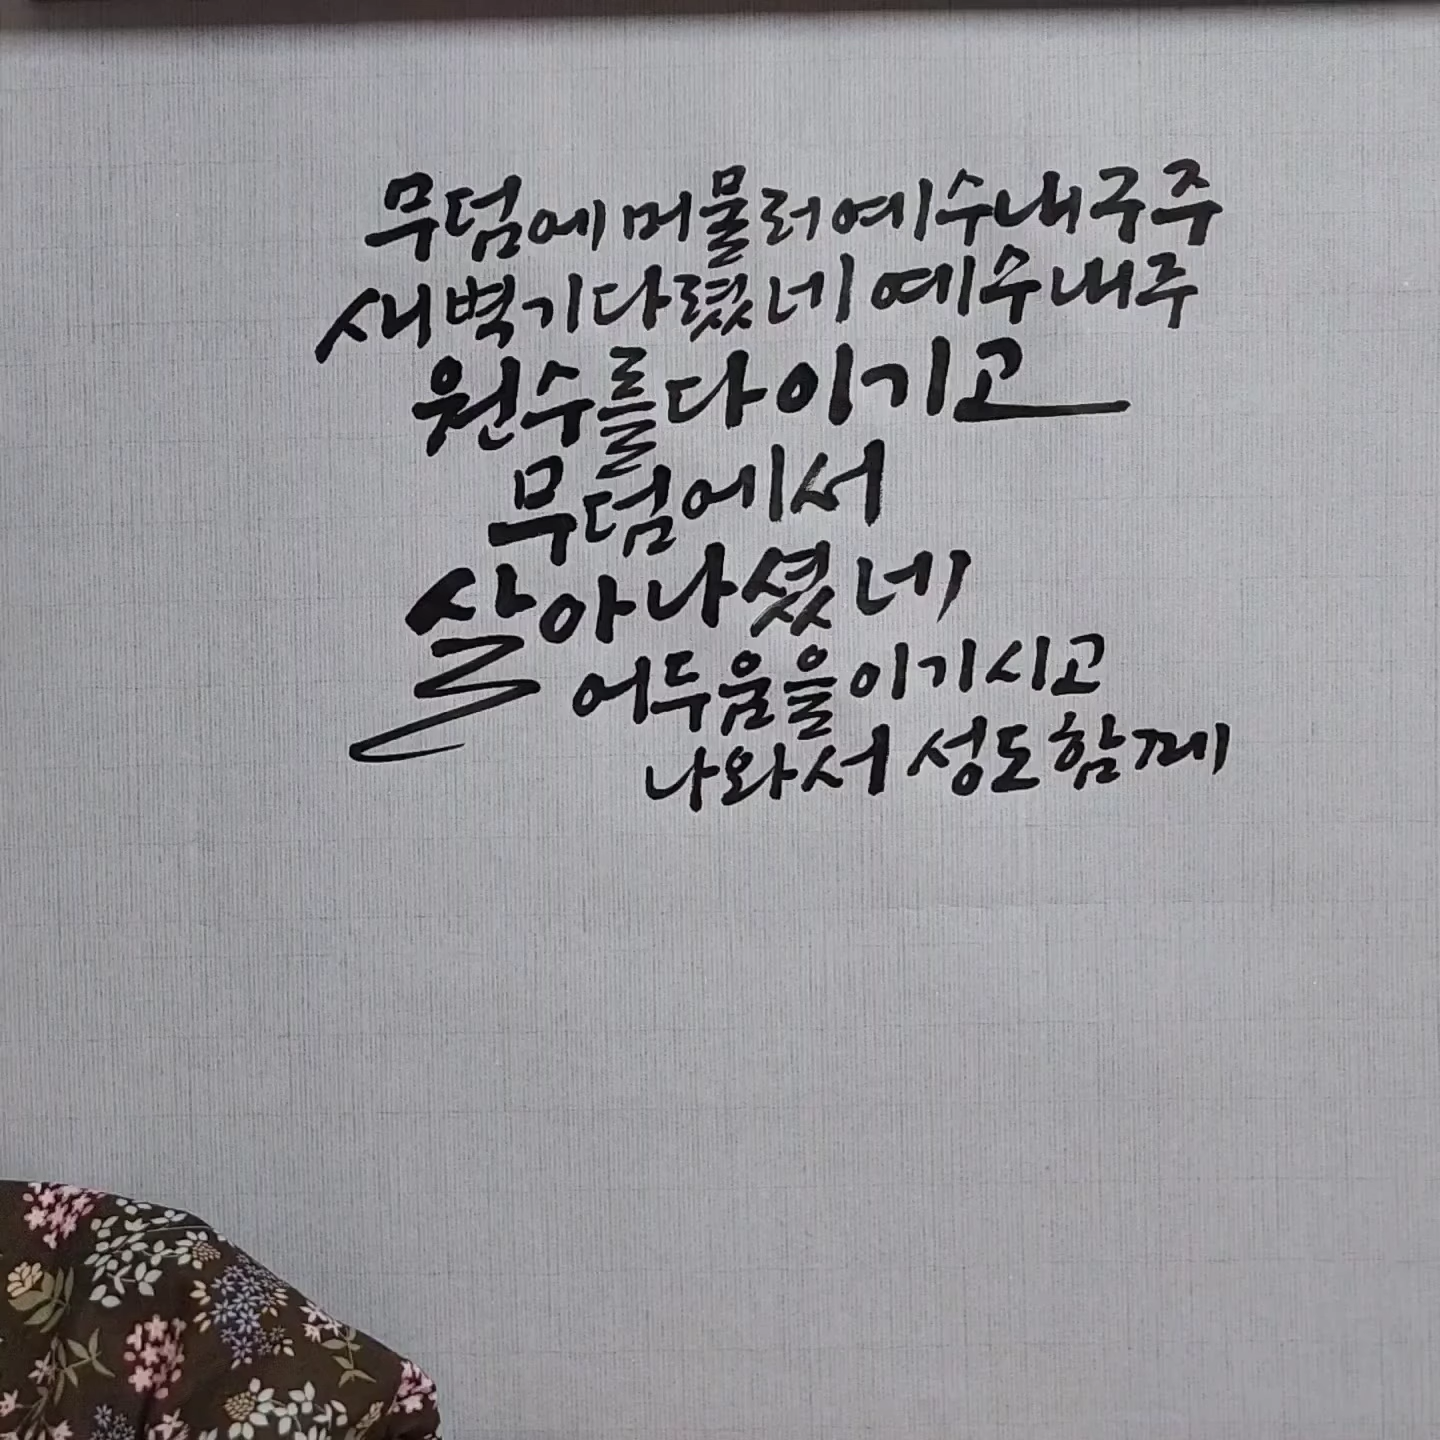 무덤에 머물러 예수 내 구주
새벽 기다렸네 예수 내 주
원수를 다 이기고
무덤에서
살아나셨네
어두움을 이기시고
나와서 성도 함께